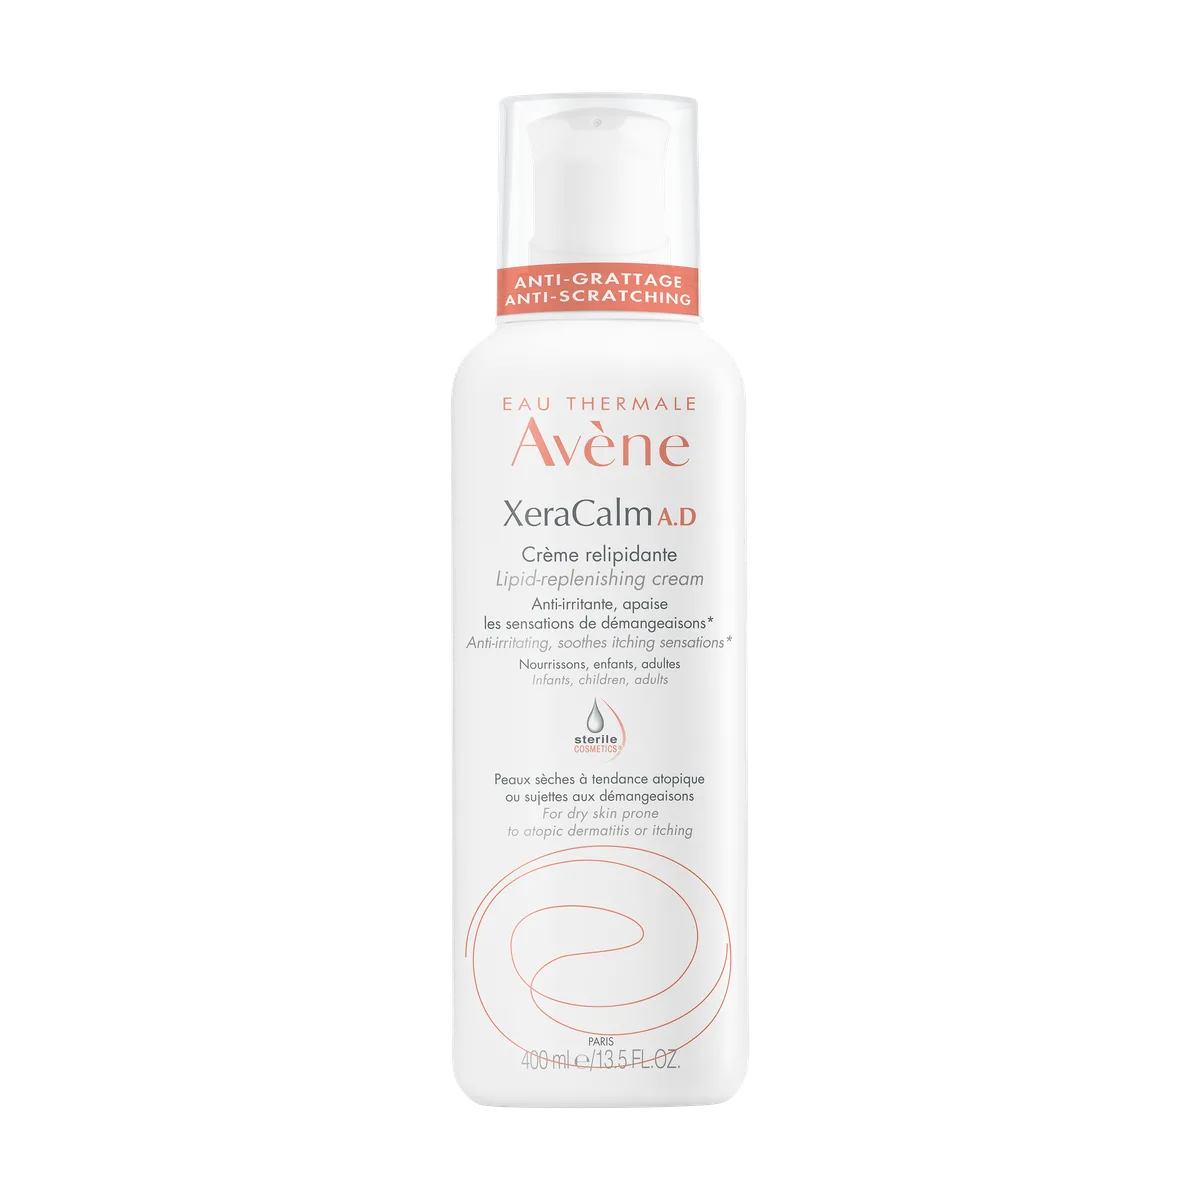 ANTI-GRATTAGE
ANTI-SCRATCHING
EAU THERMALE
Avène
XeraCalm A.D
Crème relipidante
Lipid-replenishing cream
Anti-irritante, apaise
les sensations de démangeaisons*
Anti-irritating, soothes itching sensations*
Nourrissons, enfants, adultes
Infants, children, adults
sterile
COSMETICS®
Peaux sèches à tendance atopique
ou sujettes aux démangeaisons
For dry skin prone
to atopic dermatitis or itching
PARIS
400 ml e/13.5 FL.OZ.